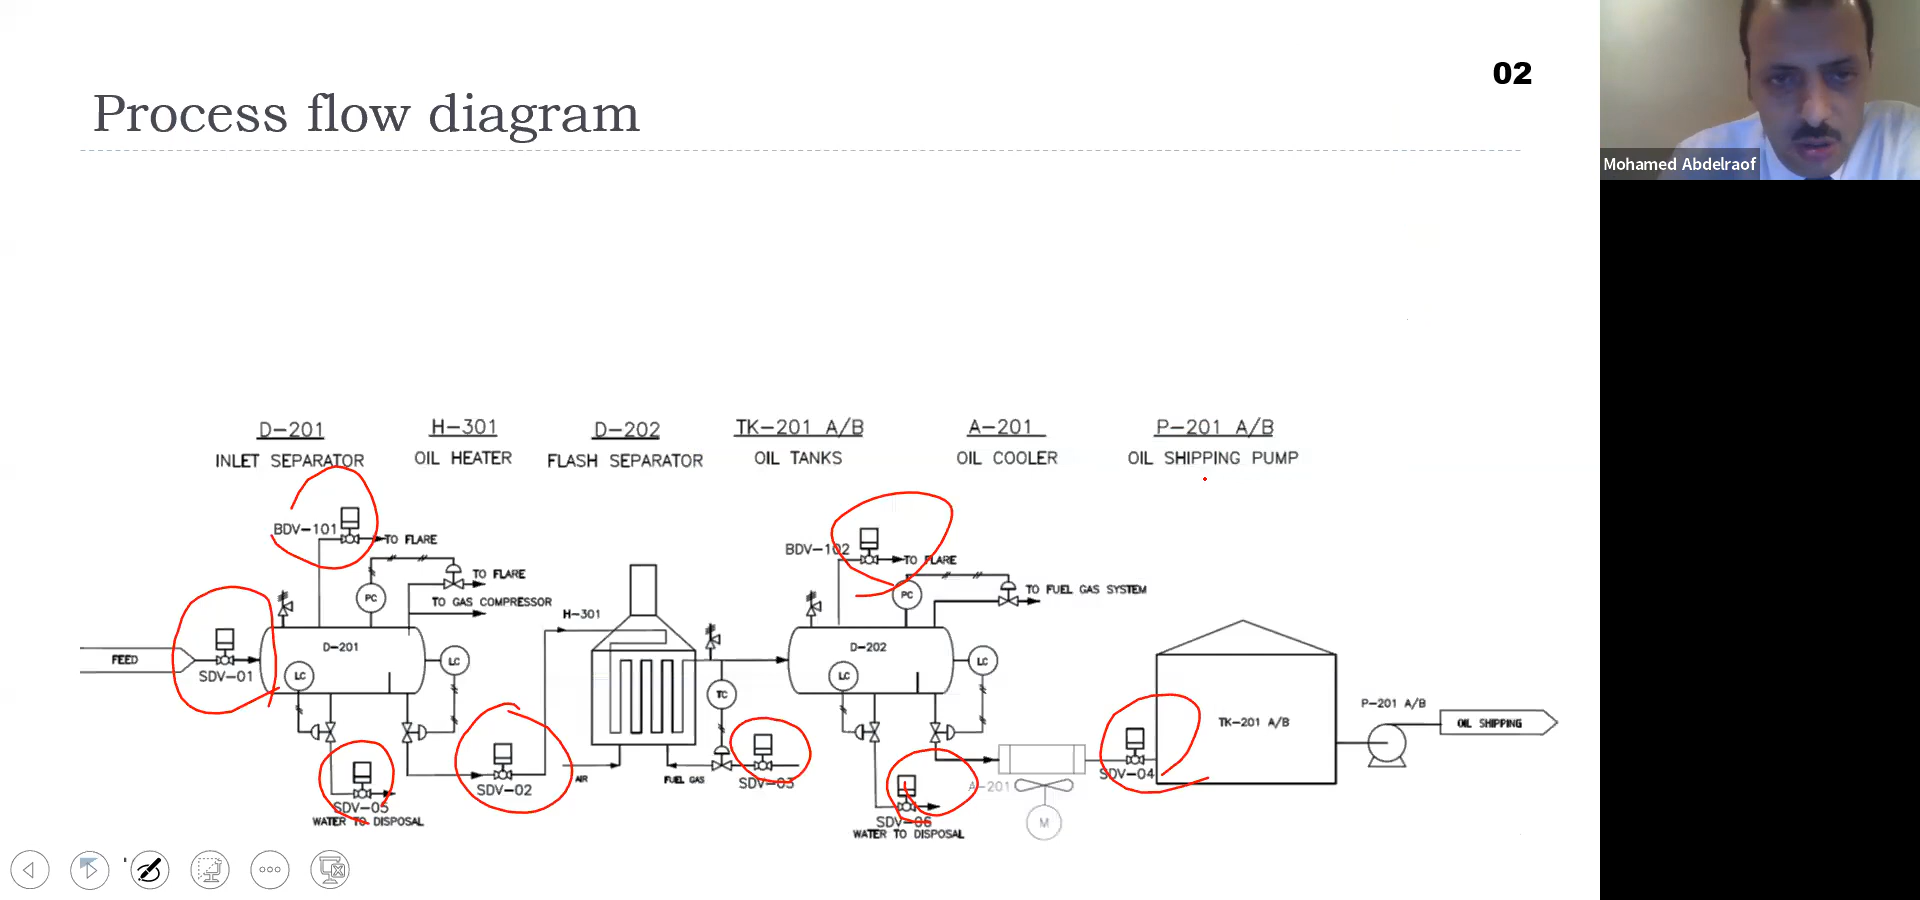 02
Process flow diagram
Mohamed Abdelraof
D-201
INLET SEPARATOR
H-301
OIL HEATER
D-202
FLASH SEPARATOR
TK-201 A/B
OIL TANKS
A-201
OIL COOLER
P-201 A/B
OIL SHIPPING PUMP
BDV-101
TO FLARE
TO FLARE
TO GAS COMPRESSOR
PC
FEED
SDV-01
D-201
LC
LC
SDV-05
WATER TO DISPOSAL
SDV-02
H-301
AIR
FUEL GAS
TC
SDV-03
BDV-102
TO FLARE
PC
TO FUEL GAS SYSTEM
D-202
LC
LC
SDV-06
WATER TO DISPOSAL
A-201
M
SDV-04
TK-201 A/B
P-201 A/B
OIL SHIPPING